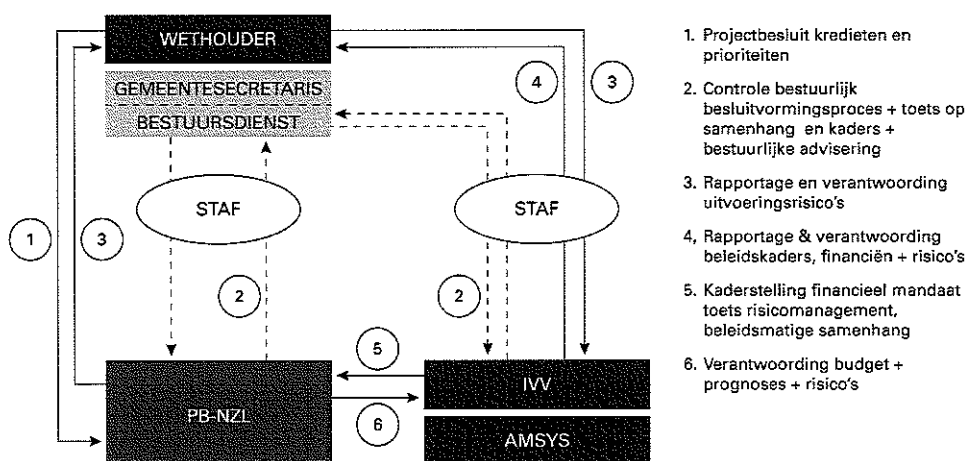 WETHOUDER
GEMEENTESECRETARIS
BESTUURSDIENST
4
3
STAF
STAF
1
3
2
2
5
PB-NZL
IVV
6
AMSYS
1. Projectbesluit kredieten en
prioriteiten
2. Controle bestuurlijk
besluitvormingsproces + toets op
samenhang en kaders +
bestuurlijke advisering
3. Rapportage en verantwoording
uitvoeringsrisico's
4, Rapportage & verantwoording
beleidskaders, financiën + risico's
5. Kaderstelling financieel mandaat
toets risicomanagement,
beleidsmatige samenhang
6. Verantwoording budget +
prognoses + risico's